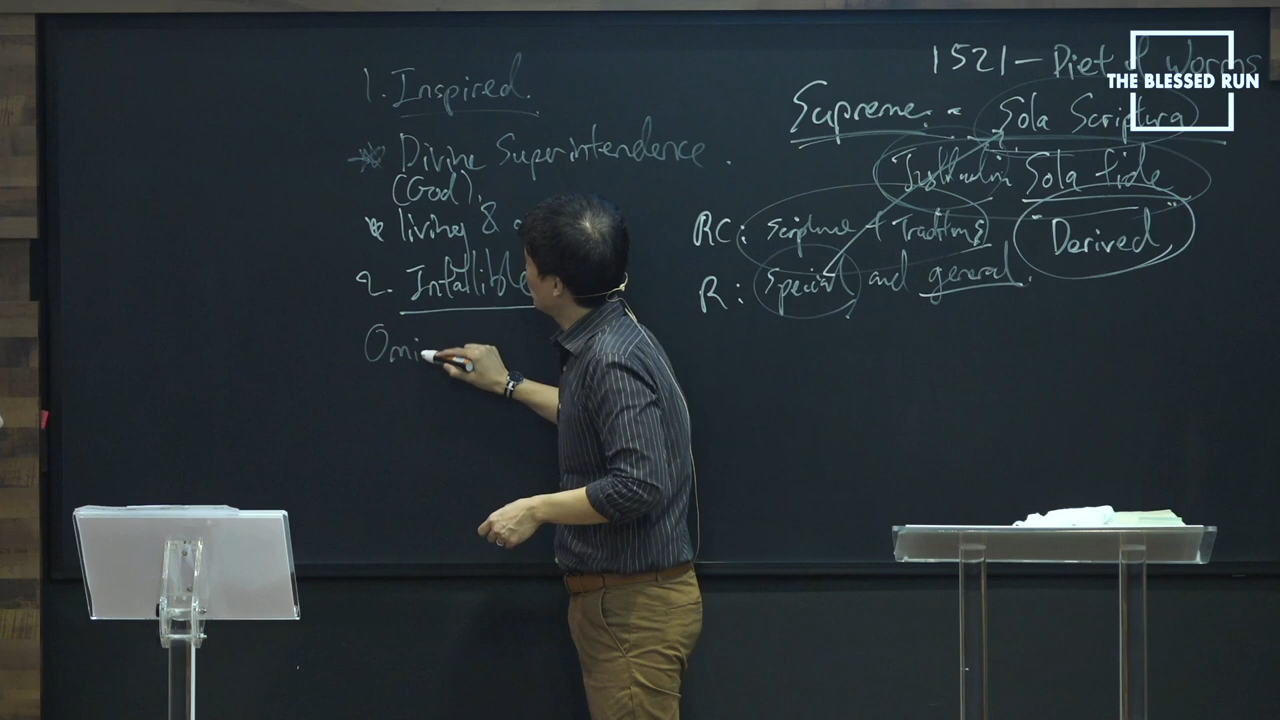 1. Inspired.
Divine Superintendence.
(God),
living &
2. Infallible
Omi
1521 - Diet of Worms
Supreme: - Sola Scriptura
Sola fide
RC: Scripture + Traditions
"Derived"
R: Special and general.
THE BLESSED RUN